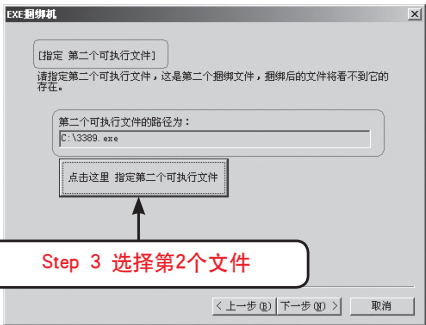 EXE捆绑机
[指定 第二个可执行文件]
请指定第二个可执行文件，这是第二个捆绑文件，捆绑后的文件将看不到它的
存在。
第二个可执行文件的路径为：
C:\3389.exe
点击这里 指定第二个可执行文件
Step 3 选择第2个文件
< 上一步(B) 下一步(N) > 取消